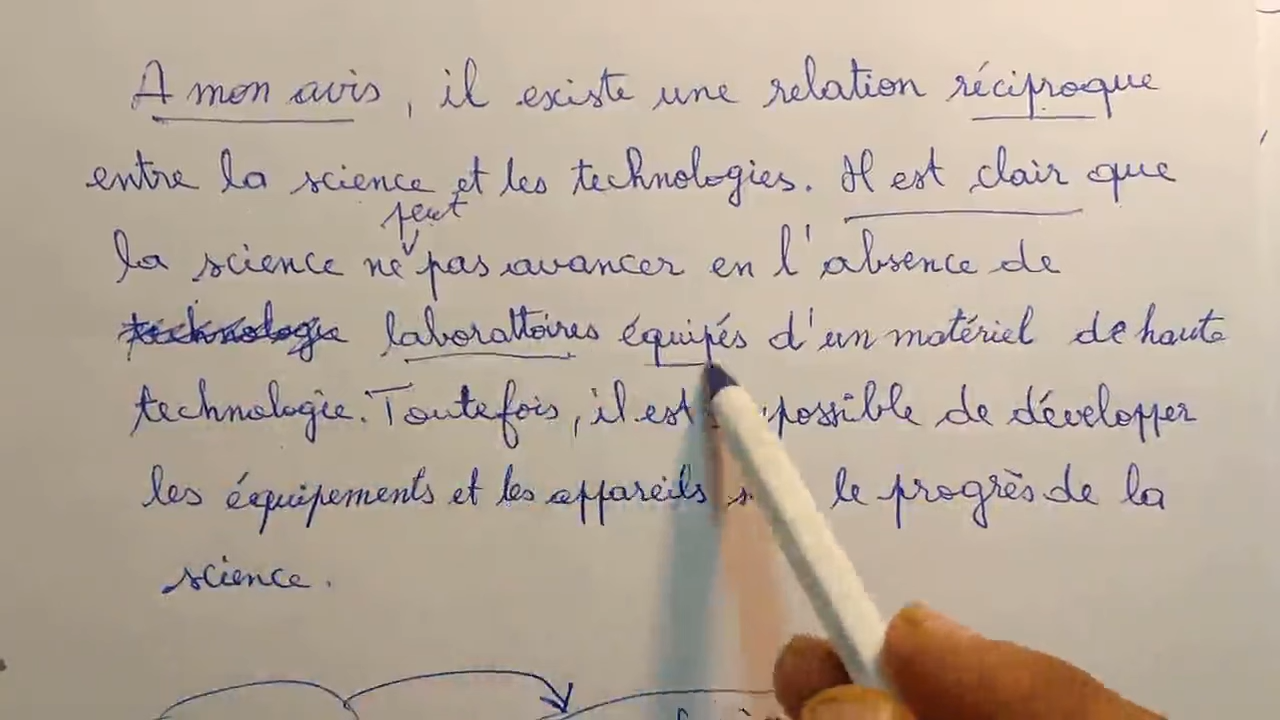 A mon avis, il existe une relation réciproque
entre la science et les technologies. Il est clair que
peut
la science ne pas avancer en l'absence de
technologie laborattoires équipés d'un matériel de haute
technologie. Toutefois, il est possible de développer
les équipements et les appareils le progrès de la
science.